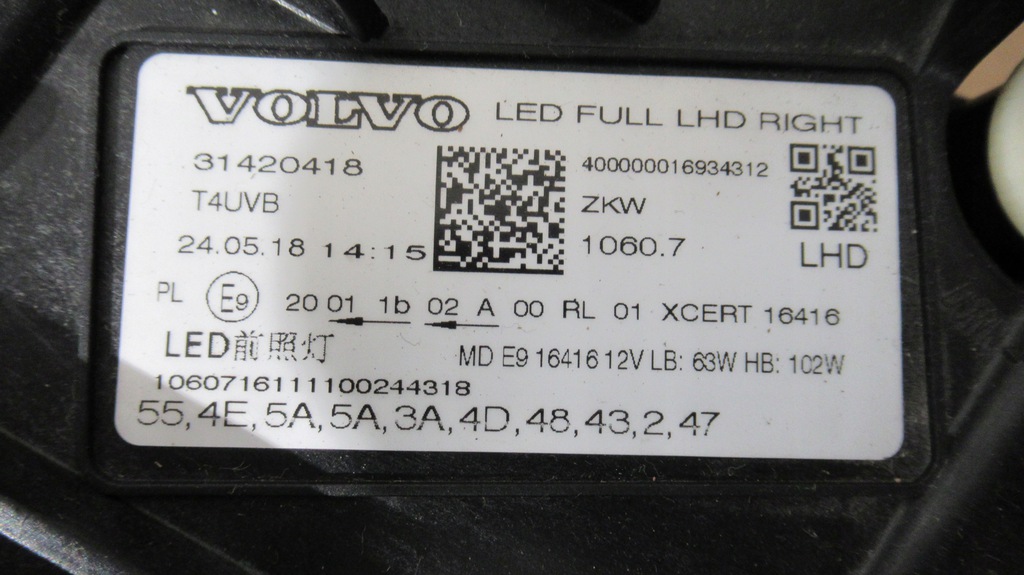 VOLVO LED FULL LHD RIGHT
31420418 400000016934312
T4UVB ZKW
24.05.18 14:15 1060.7 LHD
PL E9 20 01 1b 02 A 00 RL 01 XCERT 16416
LED前照灯 MD E9 16416 12V LB: 63W HB: 102W
1060716111100244318
55,4E,5A,5A,3A,4D,48,43,2,47